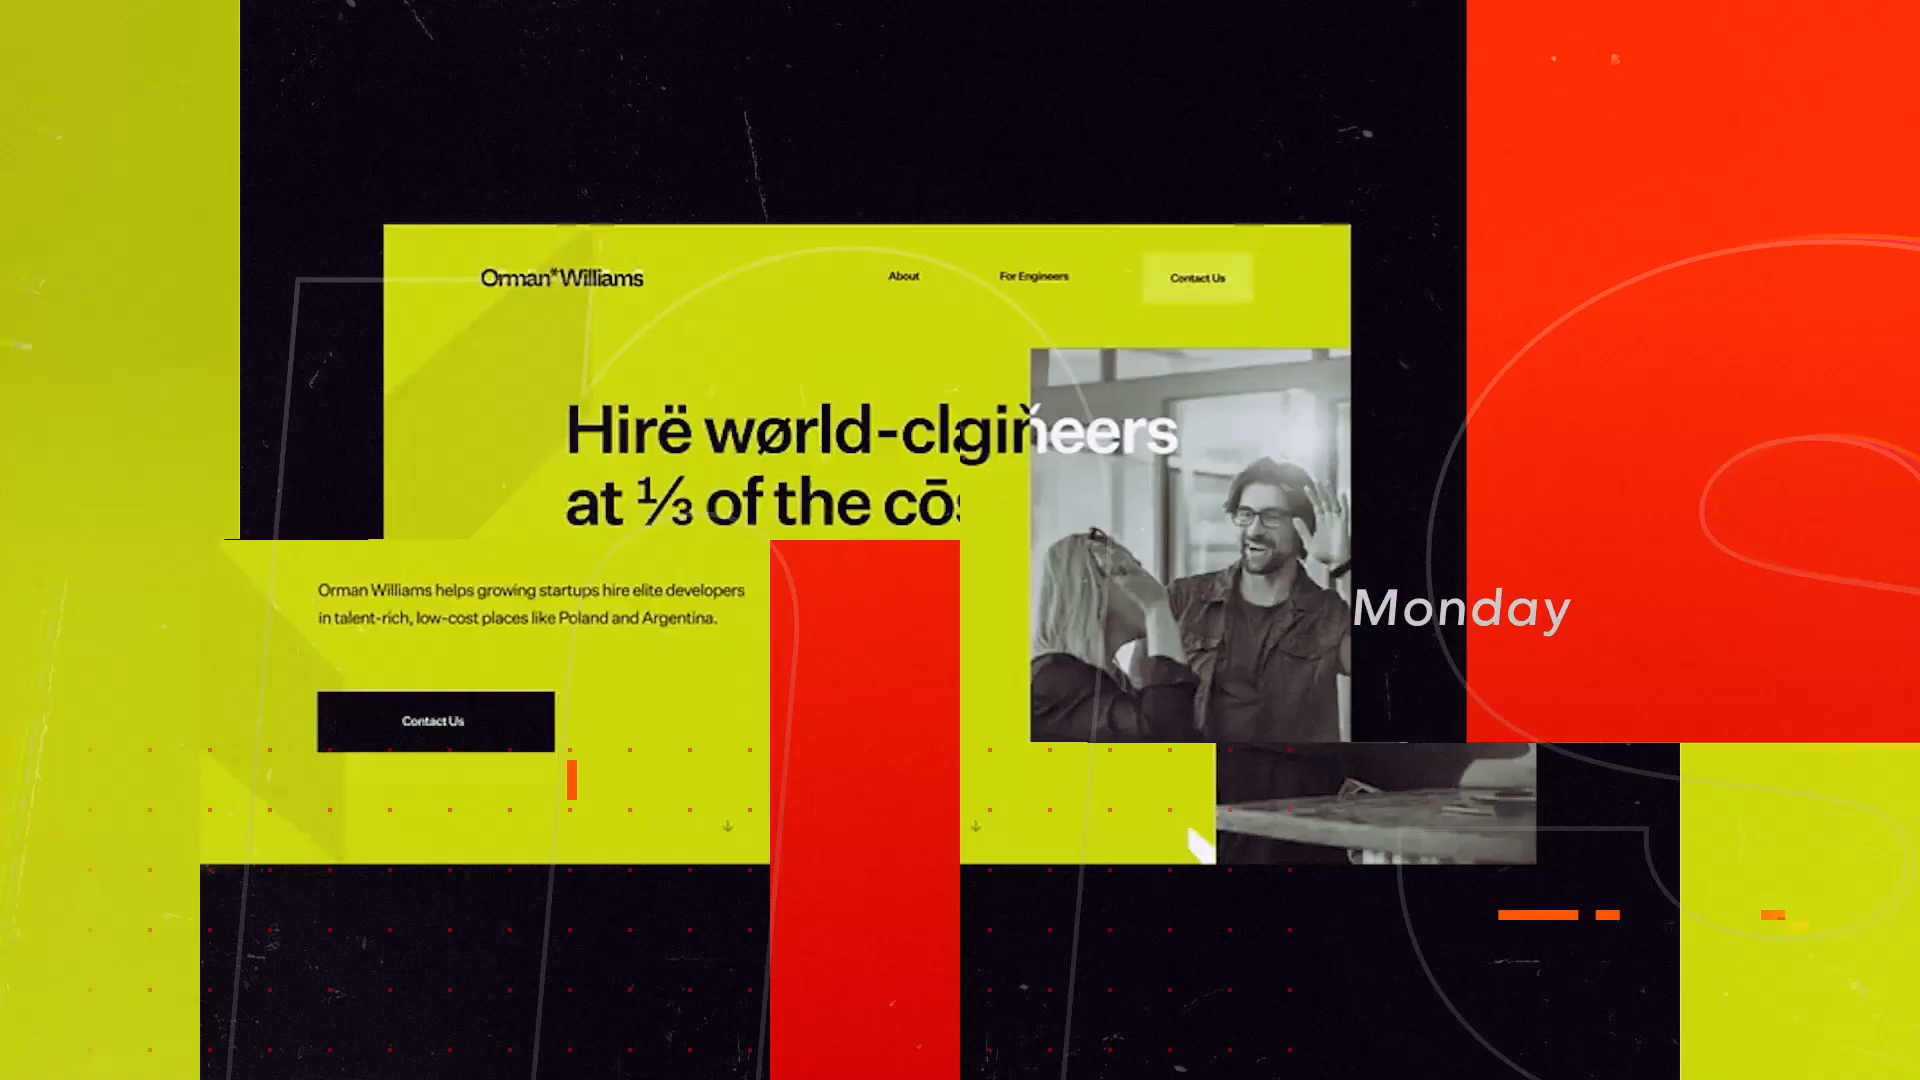 Orman*Williams
About
For Engineers
Contact Us
Hirë wørld-clgiňeers
at ⅓ of the cō
Orman Williams helps growing startups hire elite developers
in talent-rich, low-cost places like Poland and Argentina.
Monday
Contact Us